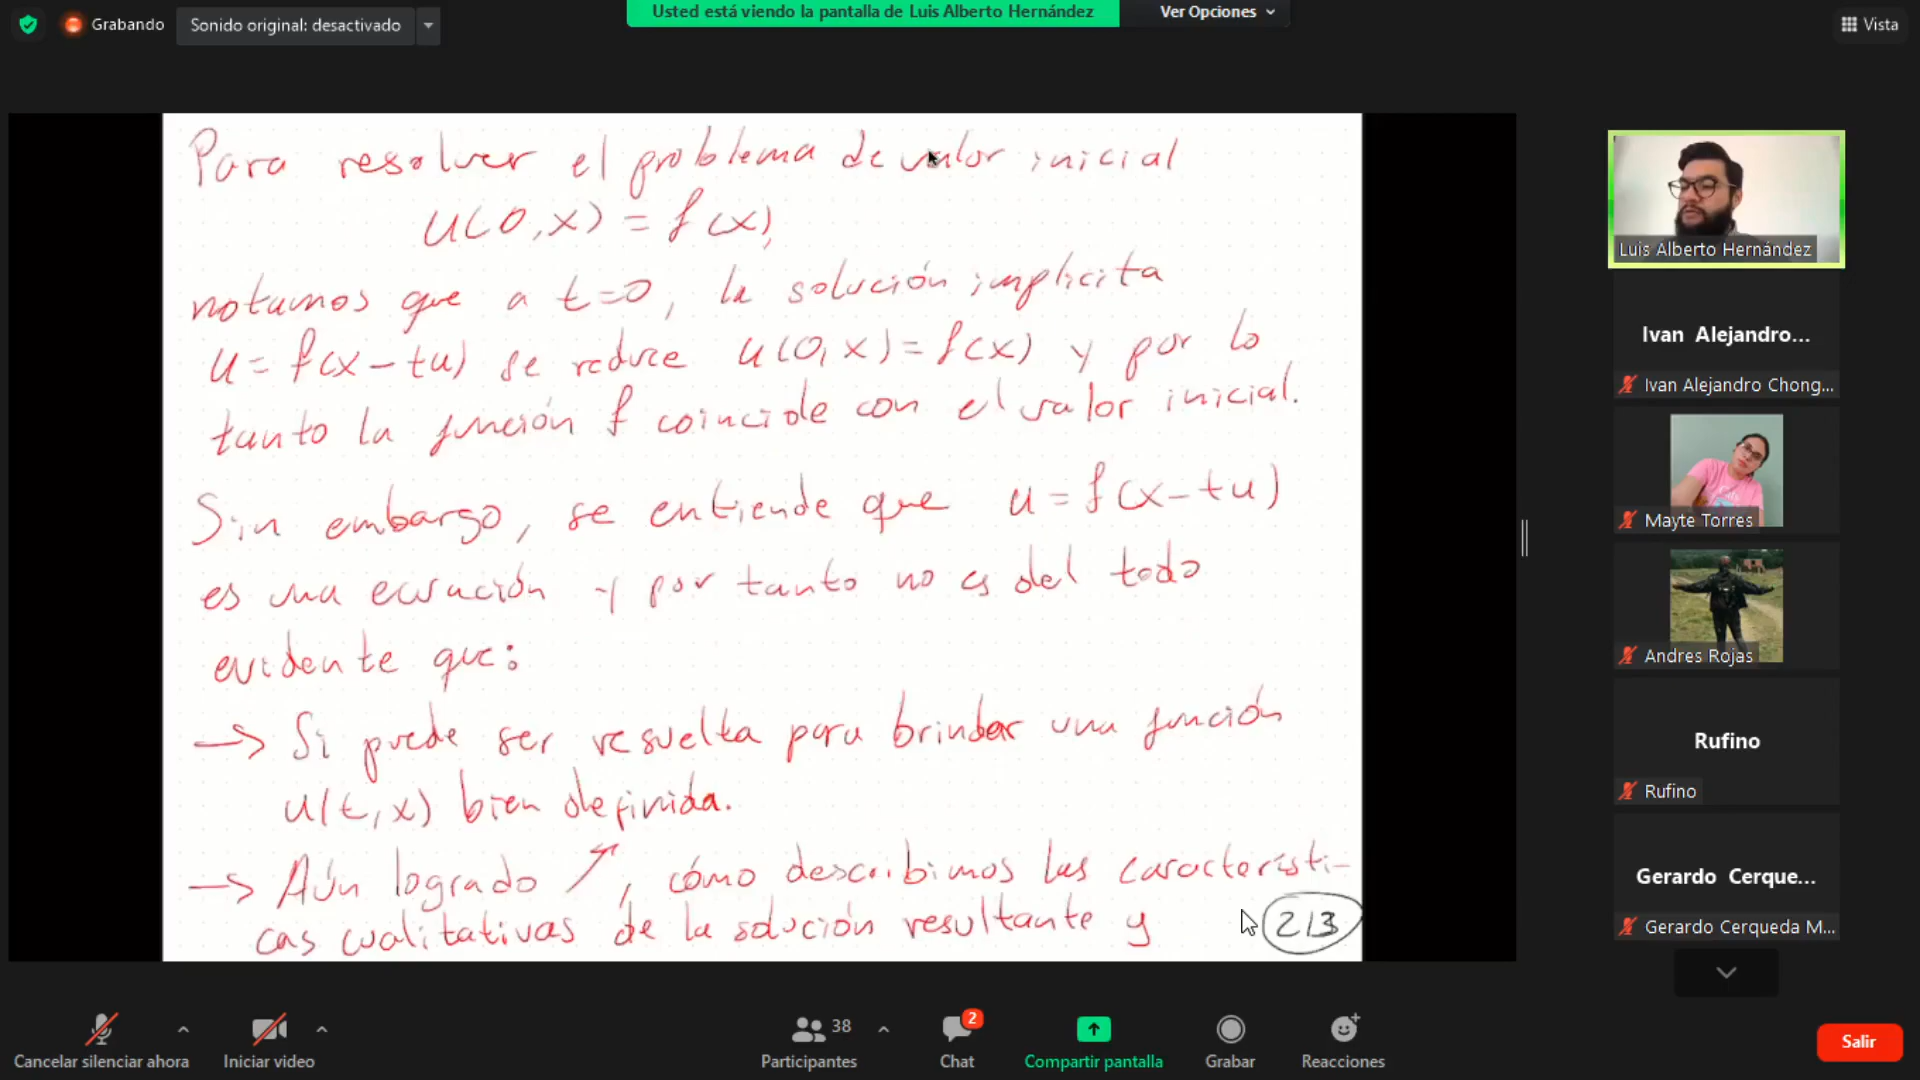 Grabando
Sonido original: desactivado
Usted está viendo la pantalla de Luis Alberto Hernández
Ver Opciones
Vista
Para resolver el problema de valor inicial
u(0,x) = f(x),
notamos que a t=0, la solución implícita
u = f(x-tu) se reduce u(0,x) = f(x) y por lo
tanto la función f coincide con el valor inicial.
Sin embargo, se entiende que u = f(x-tu)
es una ecuación y por tanto no es del todo
evidente que:
→ Si puede ser resuelta para brindar una función
u(t,x) bien definida.
→ Aún logrado ↗, cómo describimos las característi-
cas cualitativas de la solución resultante y
213
Luis Alberto Hernández
Ivan Alejandro...
Ivan Alejandro Chong...
Mayte Torres
Andres Rojas
Rufino
Rufino
Gerardo Cerque...
Gerardo Cerqueda M...
Cancelar silenciar ahora
Iniciar video
38
Participantes
2
Chat
Compartir pantalla
Grabar
Reacciones
Salir